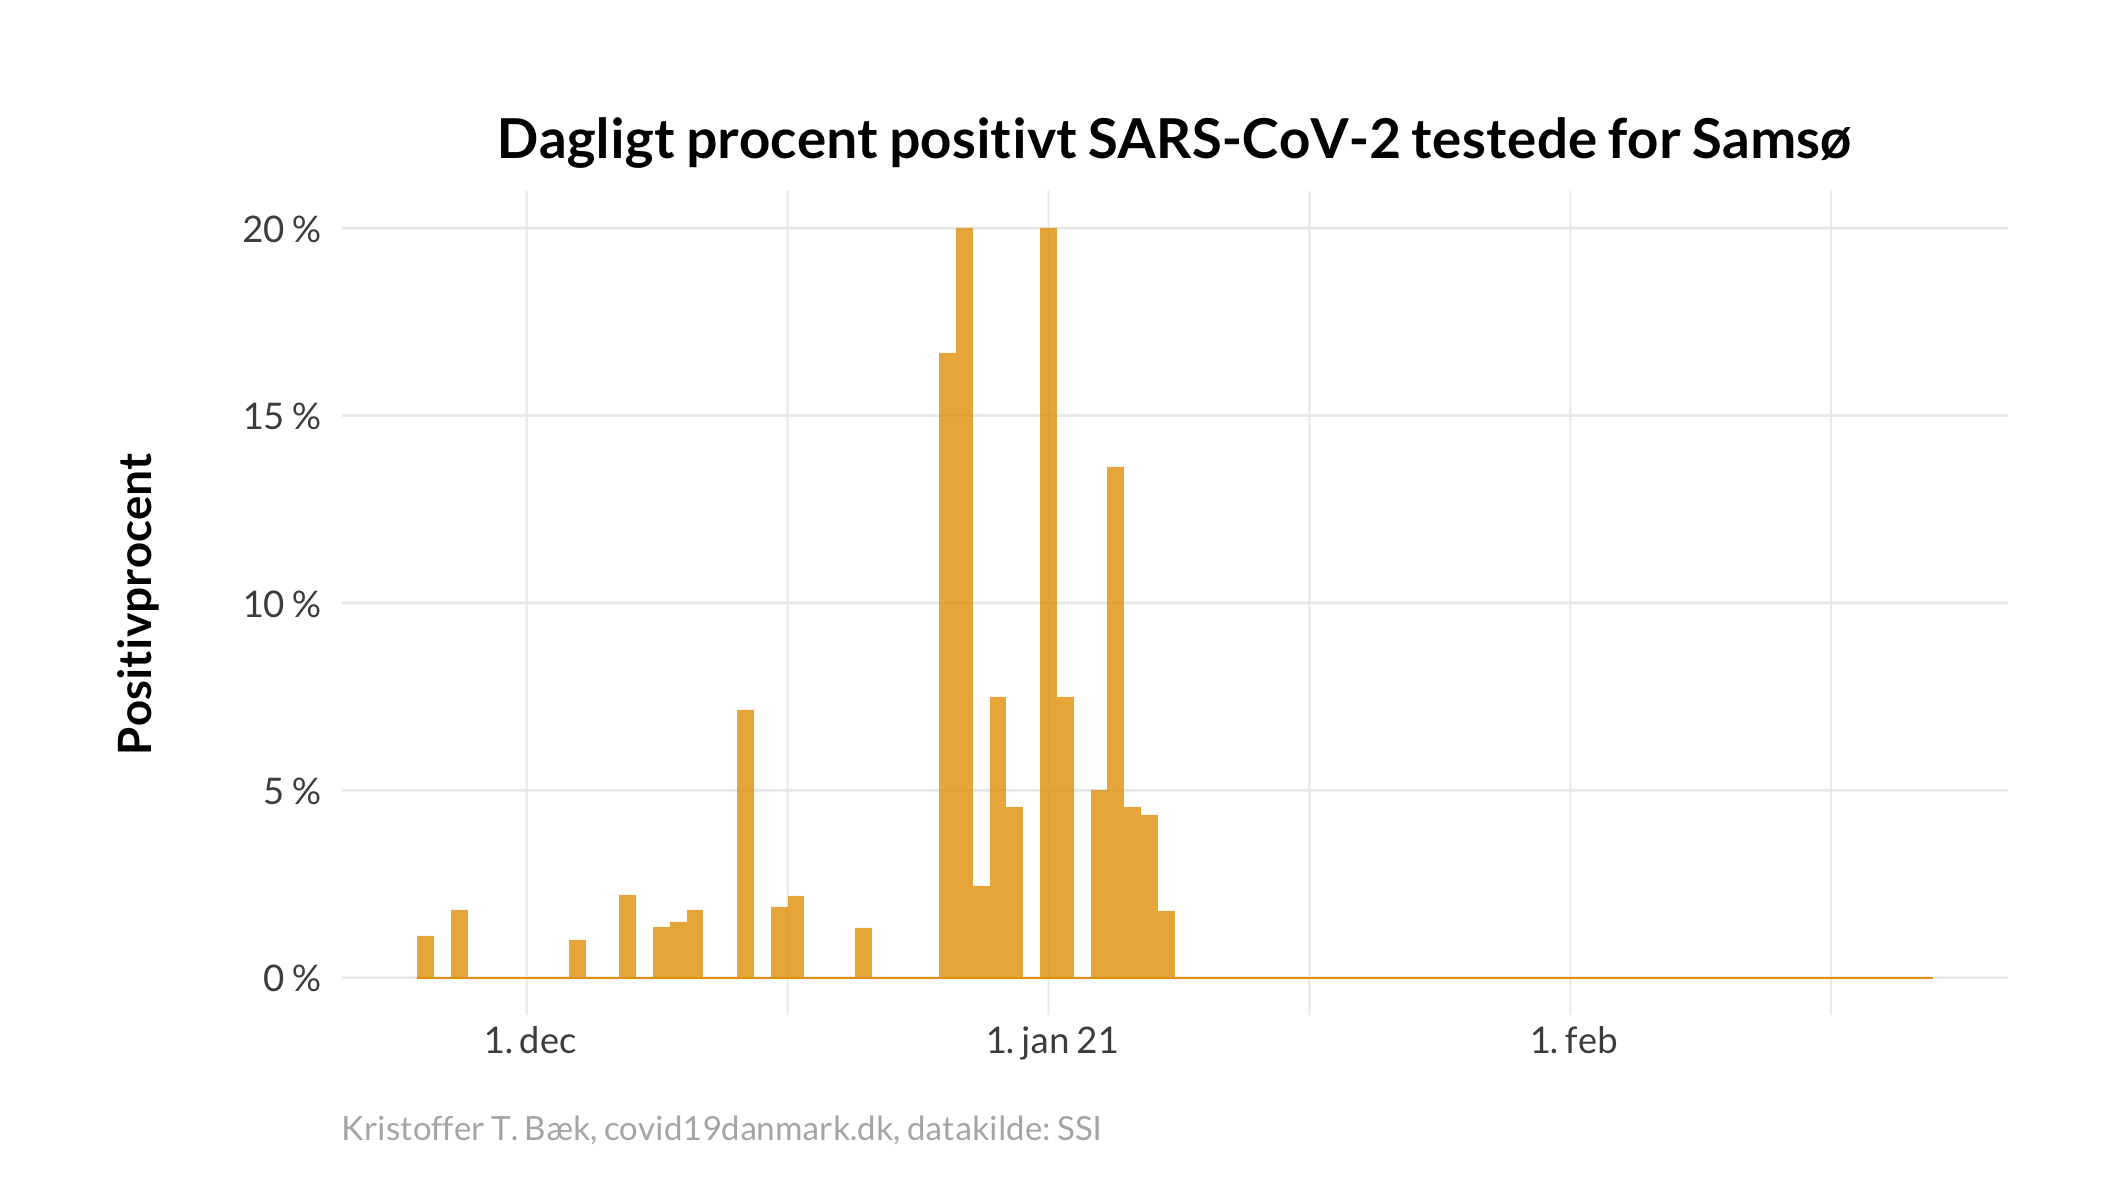 Dagligt procent positivt SARS-CoV-2 testede for Samsø
Positivprocent
20 %
15 %
10 %
5 %
0 %
1. dec
1. jan 21
1. feb
Kristoffer T. Bæk, covid19danmark.dk, datakilde: SSI